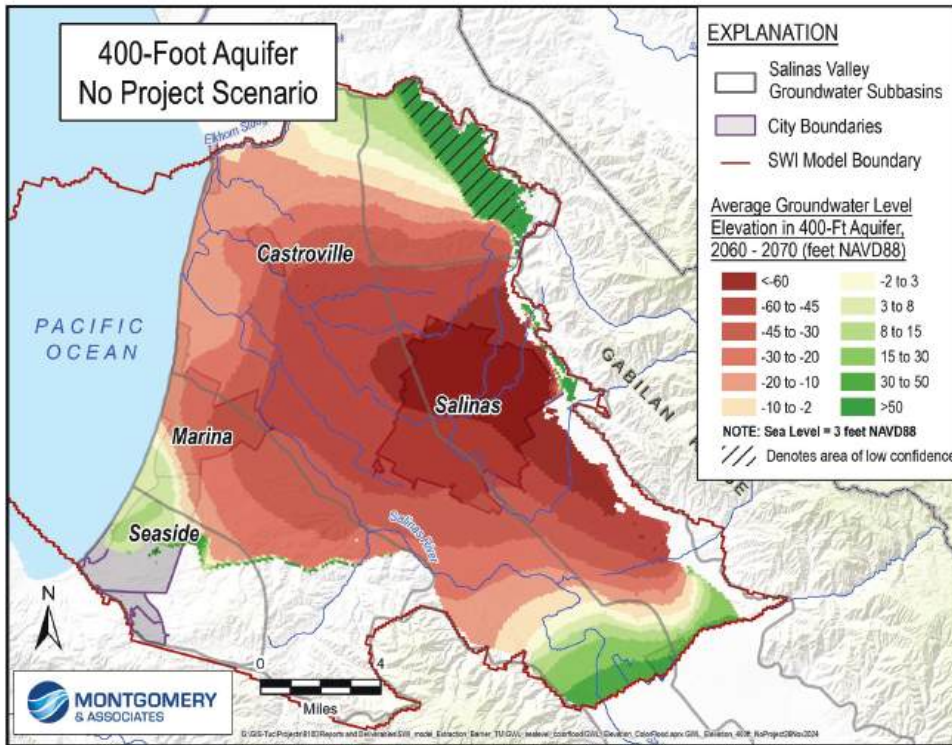 400-Foot Aquifer
No Project Scenario
EXPLANATION
Salinas Valley
Groundwater Subbasins
City Boundaries
SWI Model Boundary
Average Groundwater Level
Elevation in 400-Ft Aquifer,
2060 - 2070 (feet NAVD88)
<-60
-60 to -45
-45 to -30
-30 to -20
-20 to -10
-10 to -2
-2 to 3
3 to 8
8 to 15
15 to 30
30 to 50
>50
NOTE: Sea Level = 3 feet NAVD88
Denotes area of low confidence
Elkhorn
Castroville
PACIFIC
OCEAN
Salinas
Marina
Seaside
Salinas River
GABILAN
N
0 4
Miles
MONTGOMERY
& ASSOCIATES